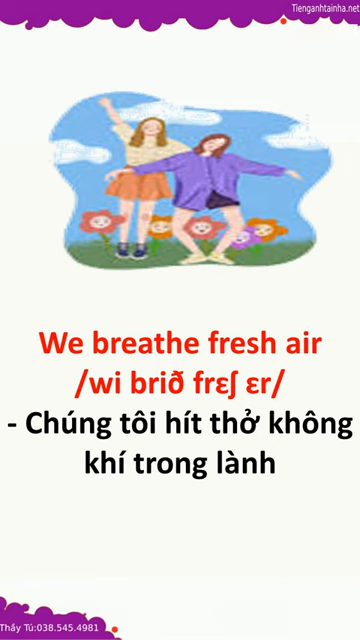 Tienganhtainha.net
We breathe fresh air
/wi brið frɛʃ ɛr/
- Chúng tôi hít thở không
khí trong lành
Thầy Tú:038.545.4981